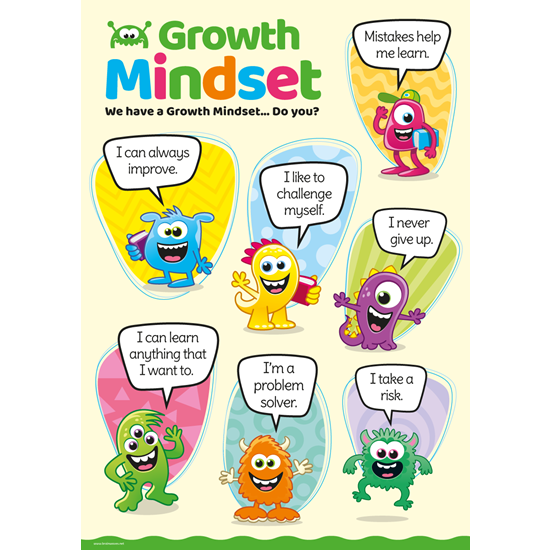 Growth
Mindset
We have a Growth Mindset... Do you?
Mistakes help
me learn.
I can always
improve.
I like to
challenge
myself.
I never
give up.
I can learn
anything that
I want to.
I'm a
problem
solver.
I take a
risk.